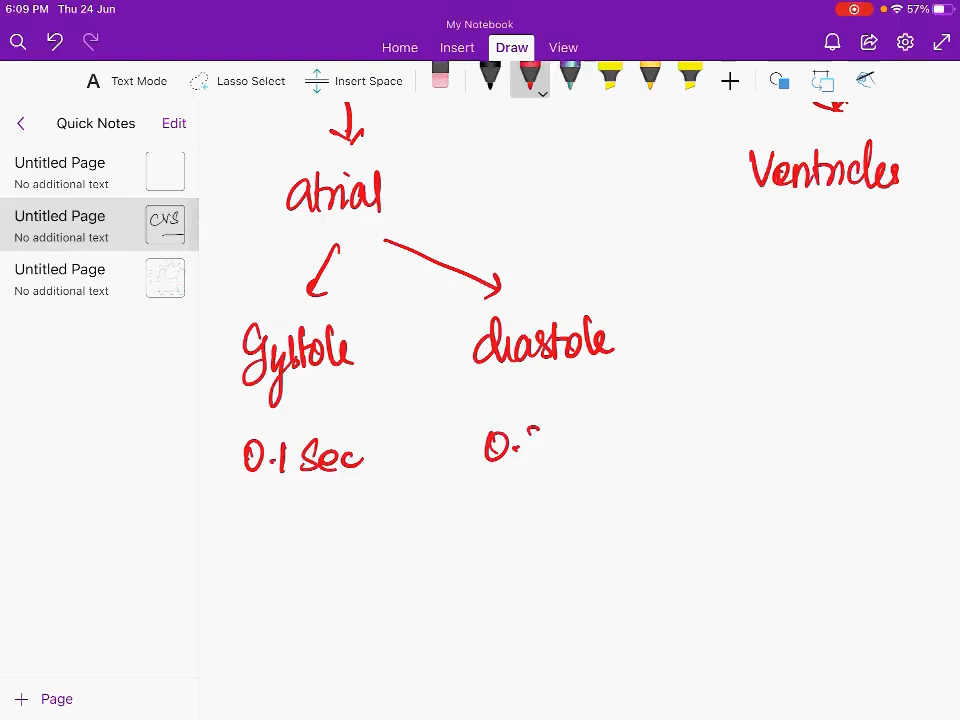 6:09 PM Thu 24 Jun
57%
My Notebook
Home Insert Draw View
Text Mode Lasso Select Insert Space
Quick Notes Edit
Untitled Page
No additional text
Untitled Page
No additional text
CNS
Untitled Page
No additional text
Page
Atrial
Ventricles
Systole diastole
0.1 Sec 0.